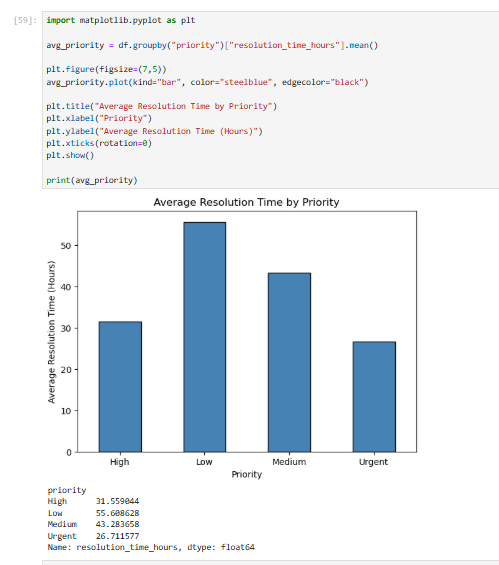 [59]: import matplotlib.pyplot as plt
avg_priority = df.groupby("priority")["resolution_time_hours"].mean()
plt.figure(figsize=(7,5))
avg_priority.plot(kind="bar", color="steelblue", edgecolor="black")
plt.title("Average Resolution Time by Priority")
plt.xlabel("Priority")
plt.ylabel("Average Resolution Time (Hours)")
plt.xticks(rotation=0)
plt.show()
print(avg_priority)
Average Resolution Time by Priority
Average Resolution Time (Hours)
50
40
30
20
10
0
High Low Medium Urgent
Priority
priority
High 31.559044
Low 55.608628
Medium 43.283658
Urgent 26.711577
Name: resolution_time_hours, dtype: float64